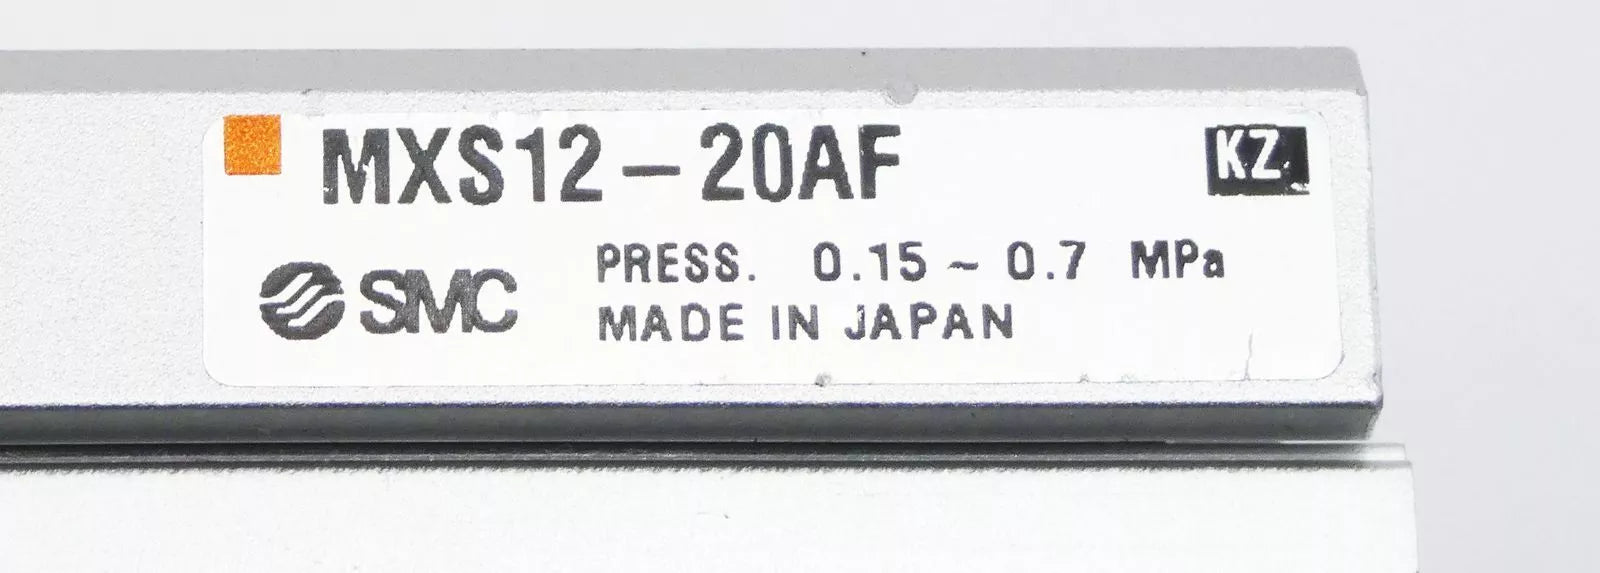 MXS12-20AF KZ
SMC PRESS. 0.15~0.7 MPa
MADE IN JAPAN